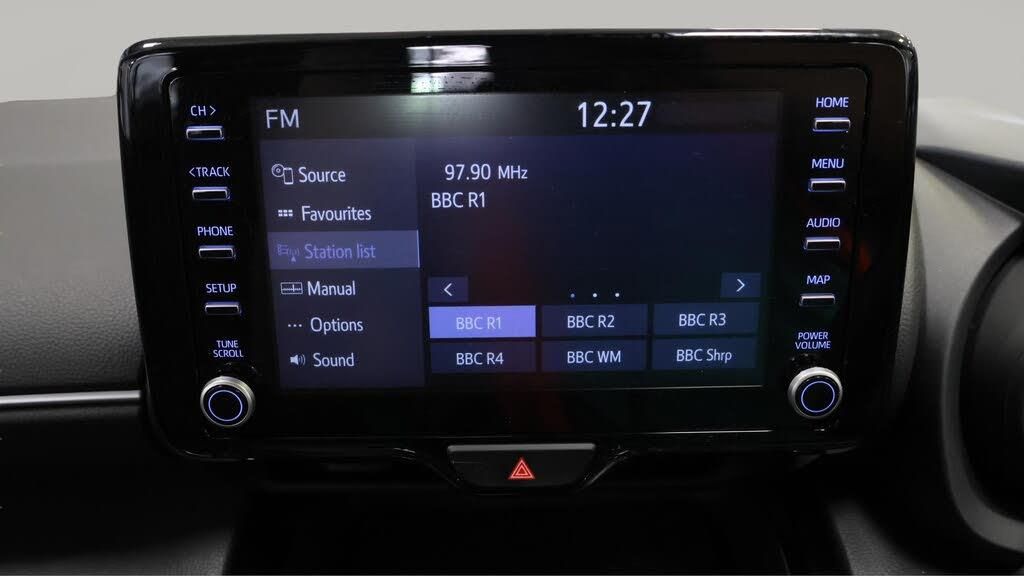 CH >
< TRACK
PHONE
SETUP
TUNE
SCROLL
FM
12:27
Source
Favourites
Station list
Manual
Options
Sound
97.90 MHz
BBC R1
BBC R1
BBC R2
BBC R3
BBC R4
BBC WM
BBC Shrp
HOME
MENU
AUDIO
MAP
POWER
VOLUME